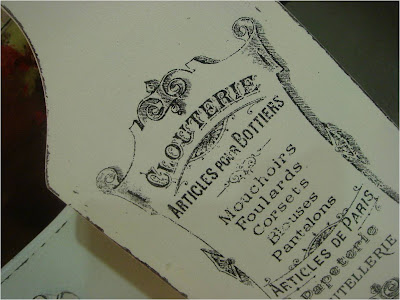 CLOUTERIE
ARTICLES POUR BOTTIERS
Mouchoirs
Foulards
Corsets
Blouses
Pantalons
ARTICLES DE PARIS
Papeterie